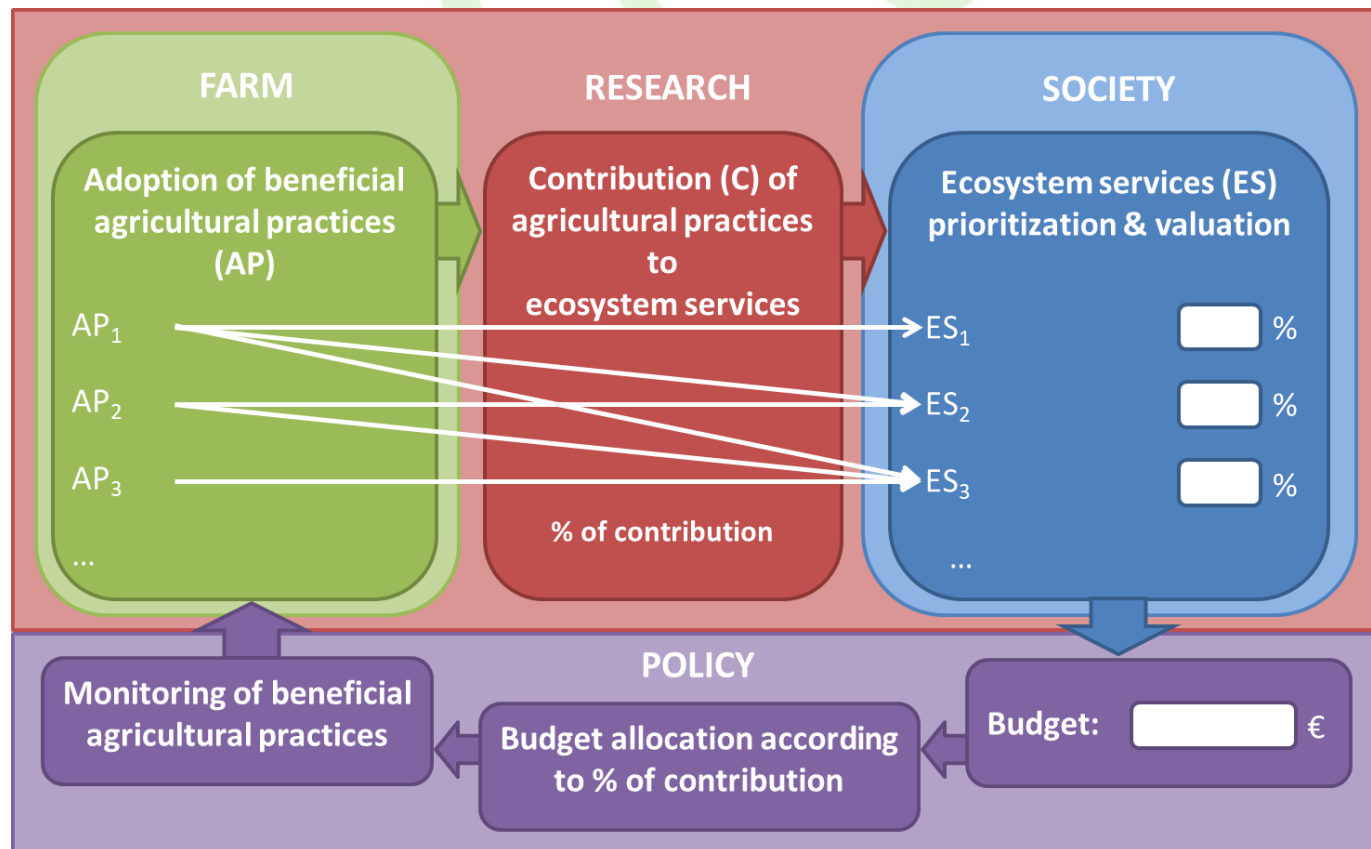 FARM
Adoption of beneficial
agricultural practices
(AP)
AP₁
AP₂
AP₃
...
RESEARCH
Contribution (C) of
agricultural practices
to
ecosystem services
% of contribution
SOCIETY
Ecosystem services (ES)
prioritization & valuation
ES₁ %
ES₂ %
ES₃ %
...
POLICY
Budget: €
Budget allocation according
to % of contribution
Monitoring of beneficial
agricultural practices